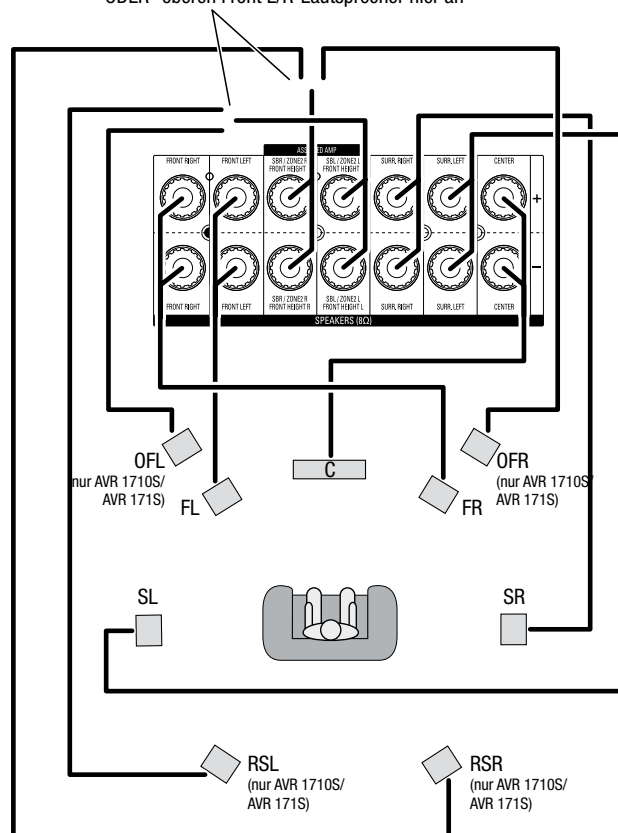 ODER oberen Front L/R-Lautsprecher hier an
AMP
FRONT RIGHT
FRONT LEFT
SBR / ZONE2 R
FRONT HEIGHT
SBL / ZONE2 L
FRONT HEIGHT
SURR. RIGHT
SURR. LEFT
CENTER
+
−
FRONT RIGHT
FRONT LEFT
SBR / ZONE2 R
FRONT HEIGHT R
SBL / ZONE2 L
FRONT HEIGHT L
SURR. RIGHT
SURR. LEFT
CENTER
SPEAKERS (8Ω)
OFL
(nur AVR 1710S/
AVR 171S)
FL
C
OFR
(nur AVR 1710S/
AVR 171S)
FR
SL
SR
RSL
(nur AVR 1710S/
AVR 171S)
RSR
(nur AVR 1710S/
AVR 171S)